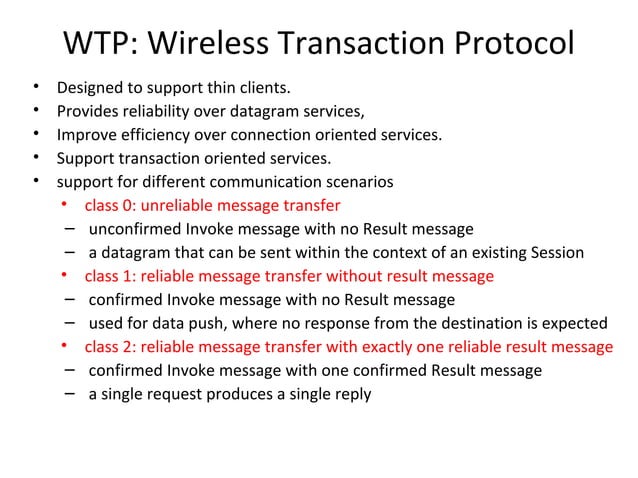 WTP: Wireless Transaction Protocol
• Designed to support thin clients.
• Provides reliability over datagram services,
• Improve efficiency over connection oriented services.
• Support transaction oriented services.
• support for different communication scenarios
• class 0: unreliable message transfer
– unconfirmed Invoke message with no Result message
– a datagram that can be sent within the context of an existing Session
• class 1: reliable message transfer without result message
– confirmed Invoke message with no Result message
– used for data push, where no response from the destination is expected
• class 2: reliable message transfer with exactly one reliable result message
– confirmed Invoke message with one confirmed Result message
– a single request produces a single reply